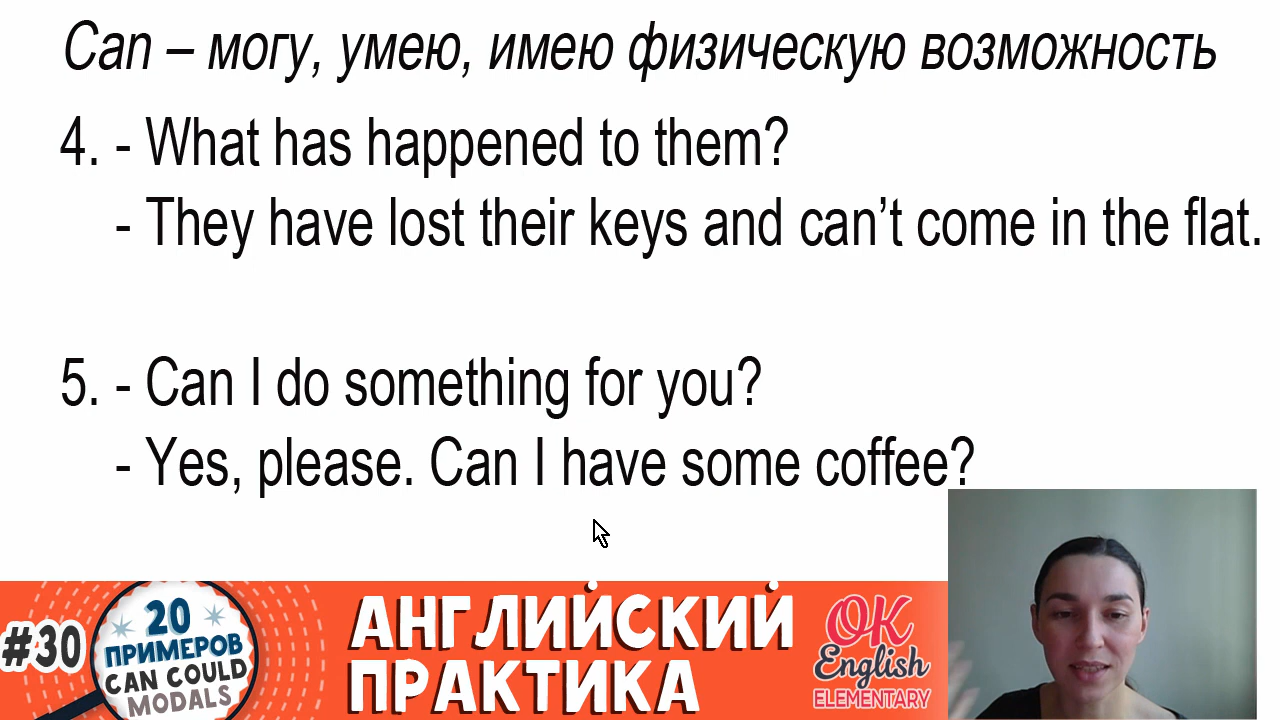 Can – могу, умею, имею физическую возможность
4. - What has happened to them?
- They have lost their keys and can’t come in the flat.
5. - Can I do something for you?
- Yes, please. Can I have some coffee?
#30
20
ПРИМЕРОВ
CAN COULD
MODALS
АНГЛИЙСКИЙ
ПРАКТИКА
OK
English
ELEMENTARY